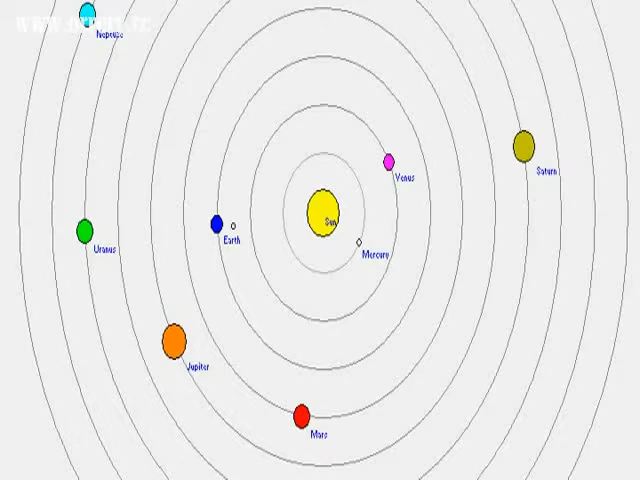 Neptune
Venus
Saturn
Sun
Earth
Uranus
Mercury
Jupiter
Mars